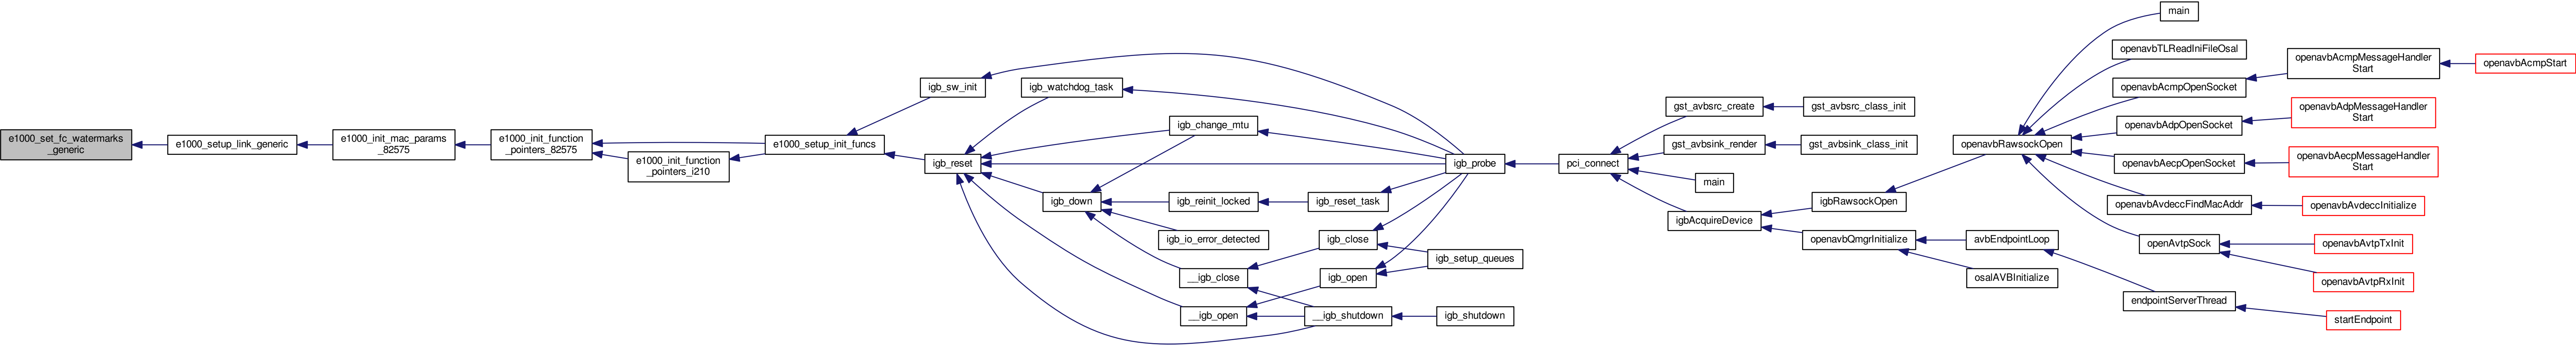 e1000_set_fc_watermarks
_generic
e1000_setup_link_generic
e1000_init_mac_params
_82575
e1000_init_function
_pointers_82575
e1000_init_function
_pointers_i210
e1000_setup_init_funcs
igb_sw_init
igb_reset
igb_watchdog_task
igb_change_mtu
igb_down
igb_reinit_locked
igb_reset_task
igb_io_error_detected
igb_close
__igb_close
igb_setup_queues
igb_open
__igb_open
__igb_shutdown
igb_shutdown
igb_probe
pci_connect
gst_avbsrc_create
gst_avbsrc_class_init
gst_avbsink_render
gst_avbsink_class_init
main
igbAcquireDevice
igbRawsockOpen
openavbQmgrInitialize
avbEndpointLoop
osalAVBInitialize
openavbRawsockOpen
main
openavbTLReadIniFileOsal
openavbAcmpOpenSocket
openavbAcmpMessageHandler
Start
openavbAcmpStart
openavbAdpOpenSocket
openavbAdpMessageHandler
Start
openavbAecpOpenSocket
openavbAecpMessageHandler
Start
openavbAvdeccFindMacAddr
openavbAvdeccInitialize
openAvtpSock
openavbAvtpTxInit
openavbAvtpRxInit
endpointServerThread
startEndpoint